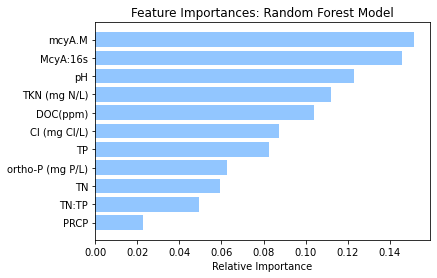 Feature Importances: Random Forest Model
mcyA.M
McyA:16s
pH
TKN (mg N/L)
DOC(ppm)
Cl (mg Cl/L)
TP
ortho-P (mg P/L)
TN
TN:TP
PRCP
0.00 0.02 0.04 0.06 0.08 0.10 0.12 0.14
Relative Importance